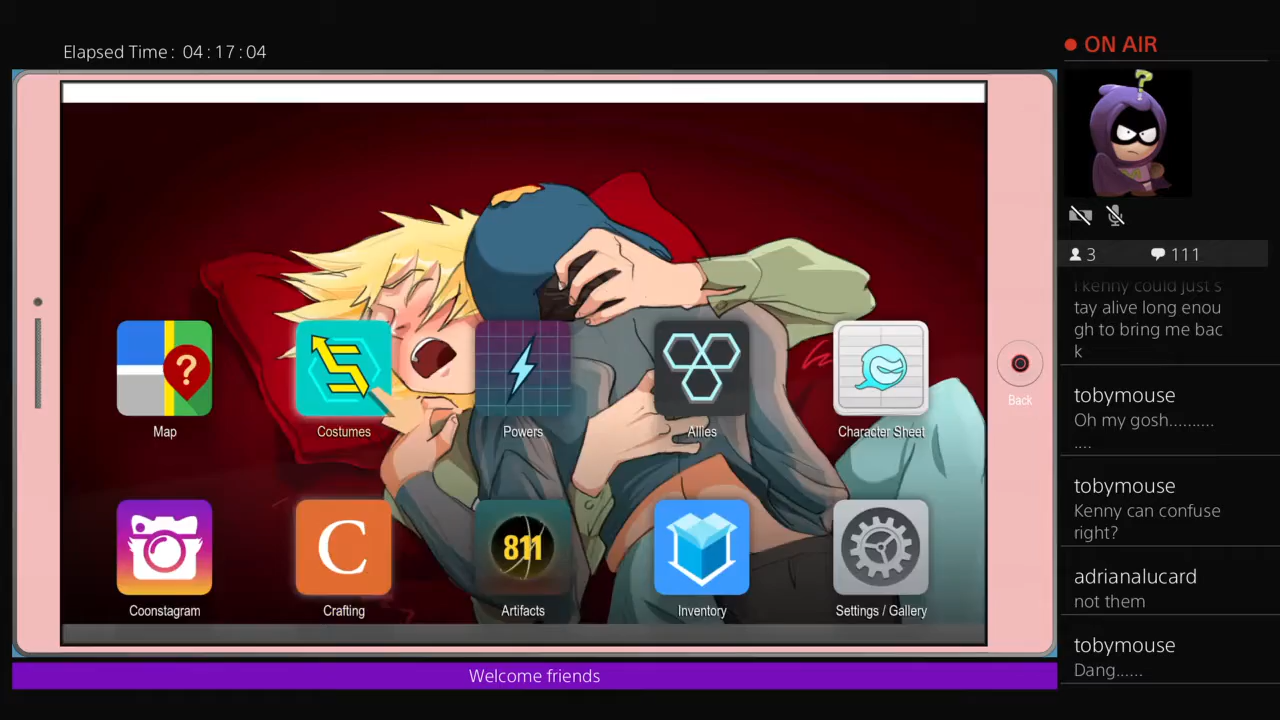 Elapsed Time: 04:17:04
ON AIR
3
111
i kenny could just s
tay alive long enou
gh to bring me bac
k
tobymouse
Oh my gosh..........
....
tobymouse
Kenny can confuse
right?
adrianalucard
not them
tobymouse
Dang......
?
Map
Costumes
Powers
Allies
Character Sheet
Back
C
811
Coonstagram
Crafting
Artifacts
Inventory
Settings / Gallery
Welcome friends